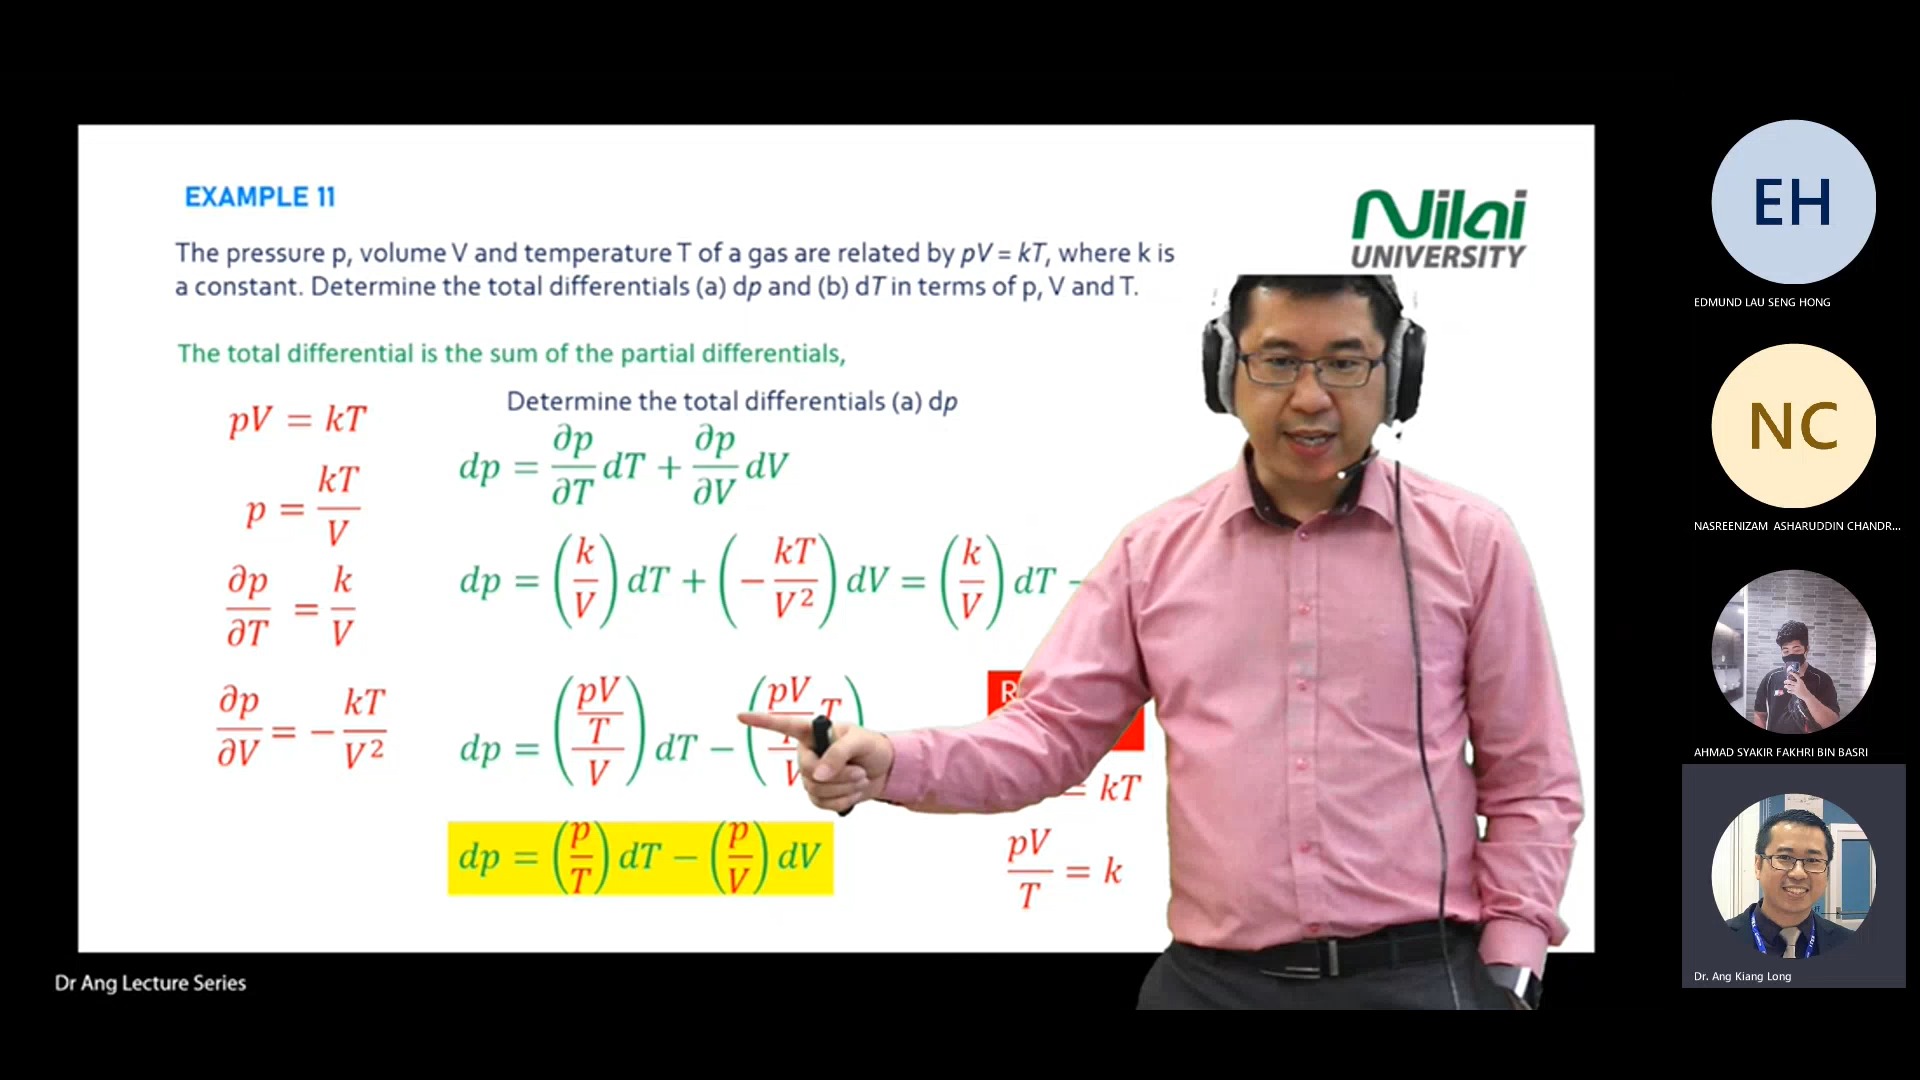 EXAMPLE 11
Nilai
UNIVERSITY
The pressure p, volume V and temperature T of a gas are related by pV = kT, where k is
a constant. Determine the total differentials (a) dp and (b) dT in terms of p, V and T.
The total differential is the sum of the partial differentials,
Determine the total differentials (a) dp
pV = kT
p = kT/V
∂p/∂T = k/V
∂p/∂V = − kT/V²
dp = ∂p/∂T dT + ∂p/∂V dV
dp = (k/V) dT + (− kT/V²) dV = (k/V) dT −
dp = (pV/T / V) dT − (pV T
dp = (p/T) dT − (p/V) dV
= kT
pV/T = k
Dr Ang Lecture Series
EH
EDMUND LAU SENG HONG
NC
NASREENIZAM ASHARUDDIN CHANDR...
AHMAD SYAKIR FAKHRI BIN BASRI
Dr. Ang Kiang Long